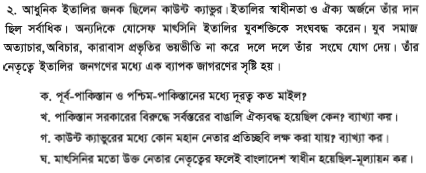 ২. আধুনিক ইতালির জনক ছিলেন কাউন্ট ক্যাভুর। ইতালির স্বাধীনতা ও ঐক্য অর্জনে তাঁর দান
ছিল সর্বাধিক। অন্যদিকে যোসেফ মাৎসিনি ইতালির যুবশক্তিকে সংঘবদ্ধ করেন। যুব সমাজ
অত্যাচার,অবিচার, কারাবাস প্রভৃতির ভয়ভীতি না করে দলে দলে তাঁর সংঘে যোগ দেয়। তাঁর
নেতৃত্বে ইতালির জনগণের মধ্যে এক ব্যাপক জাগরণের সৃষ্টি হয়।
ক. পূর্ব-পাকিস্তান ও পশ্চিম-পাকিস্তানের মধ্যে দূরত্ব কত মাইল?
খ. পাকিস্তান সরকারের বিরুদ্ধে সর্বস্তরের বাঙালি ঐক্যবদ্ধ হয়েছিল কেন? ব্যাখ্যা কর।
গ. কাউন্ট ক্যাভুরের মধ্যে কোন মহান নেতার প্রতিচ্ছবি লক্ষ করা যায়? ব্যাখ্যা কর।
ঘ. মাৎসিনির মতো উক্ত নেতার নেতৃত্বের ফলেই বাংলাদেশ স্বাধীন হয়েছিল-মূল্যায়ন কর।